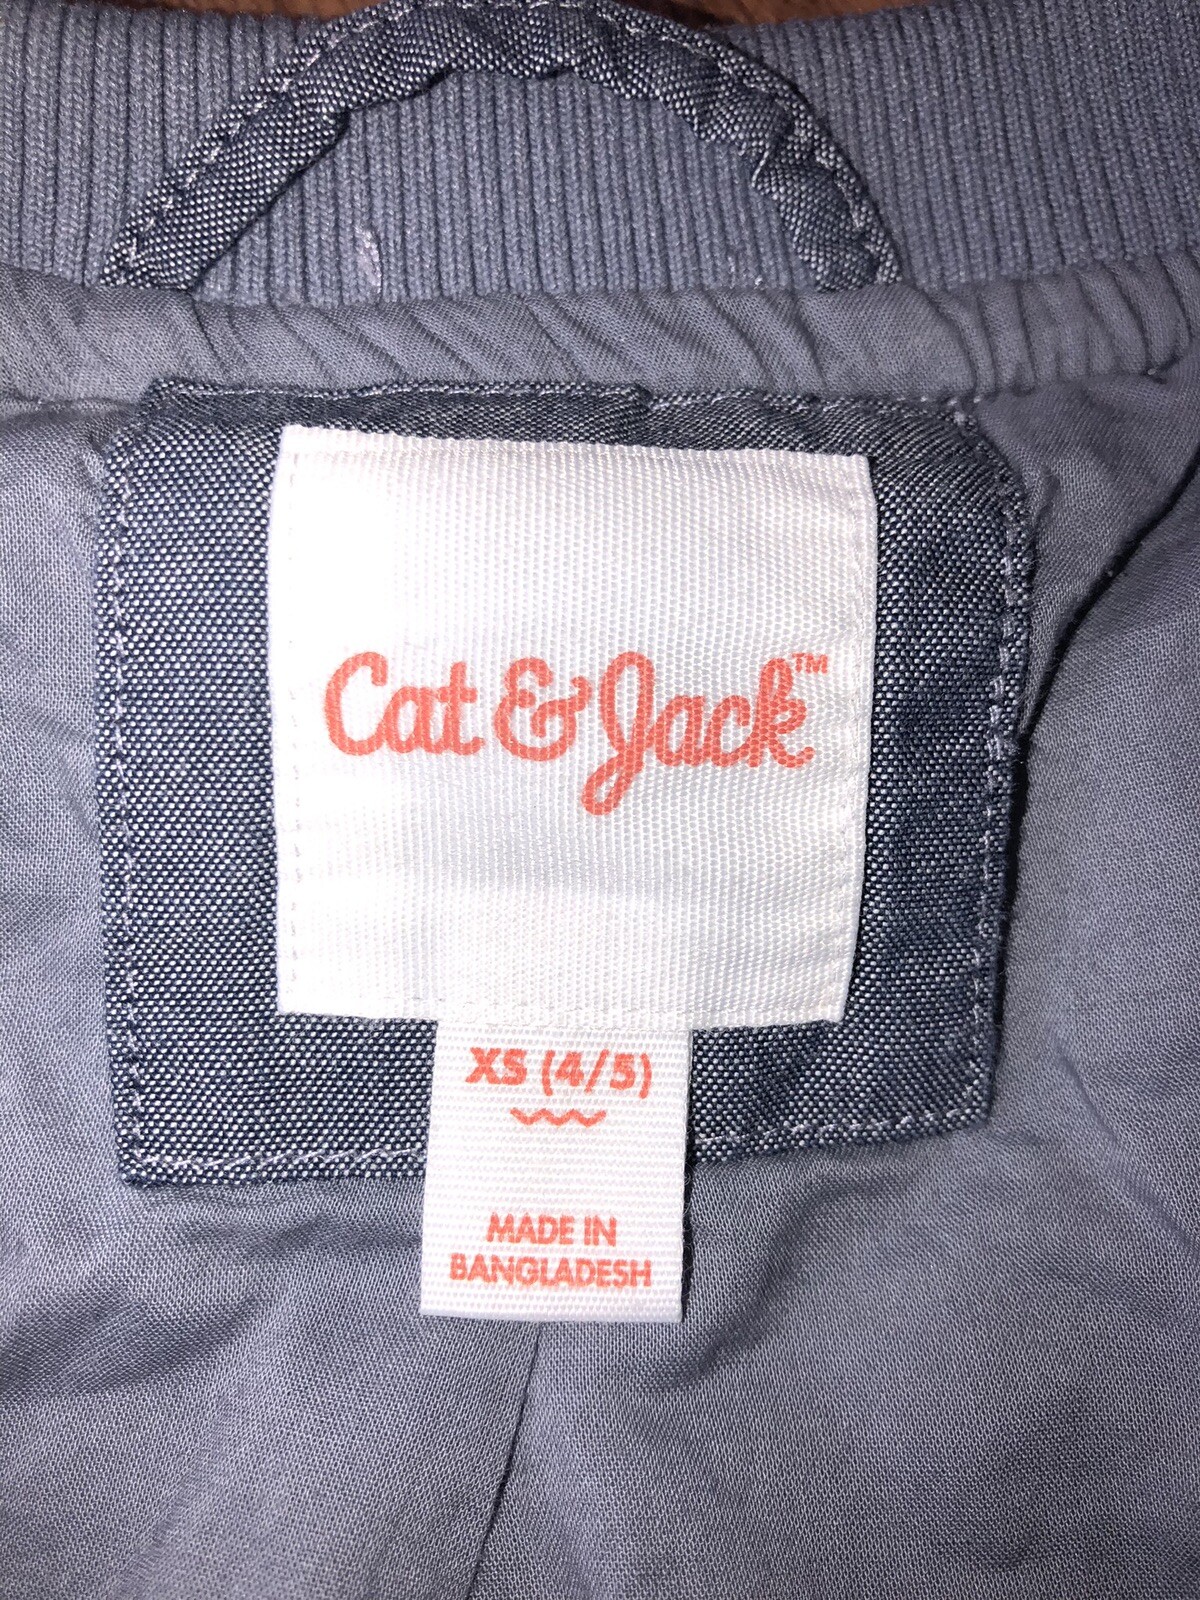 Cat & Jack™
XS (4/5)
MADE IN
BANGLADESH